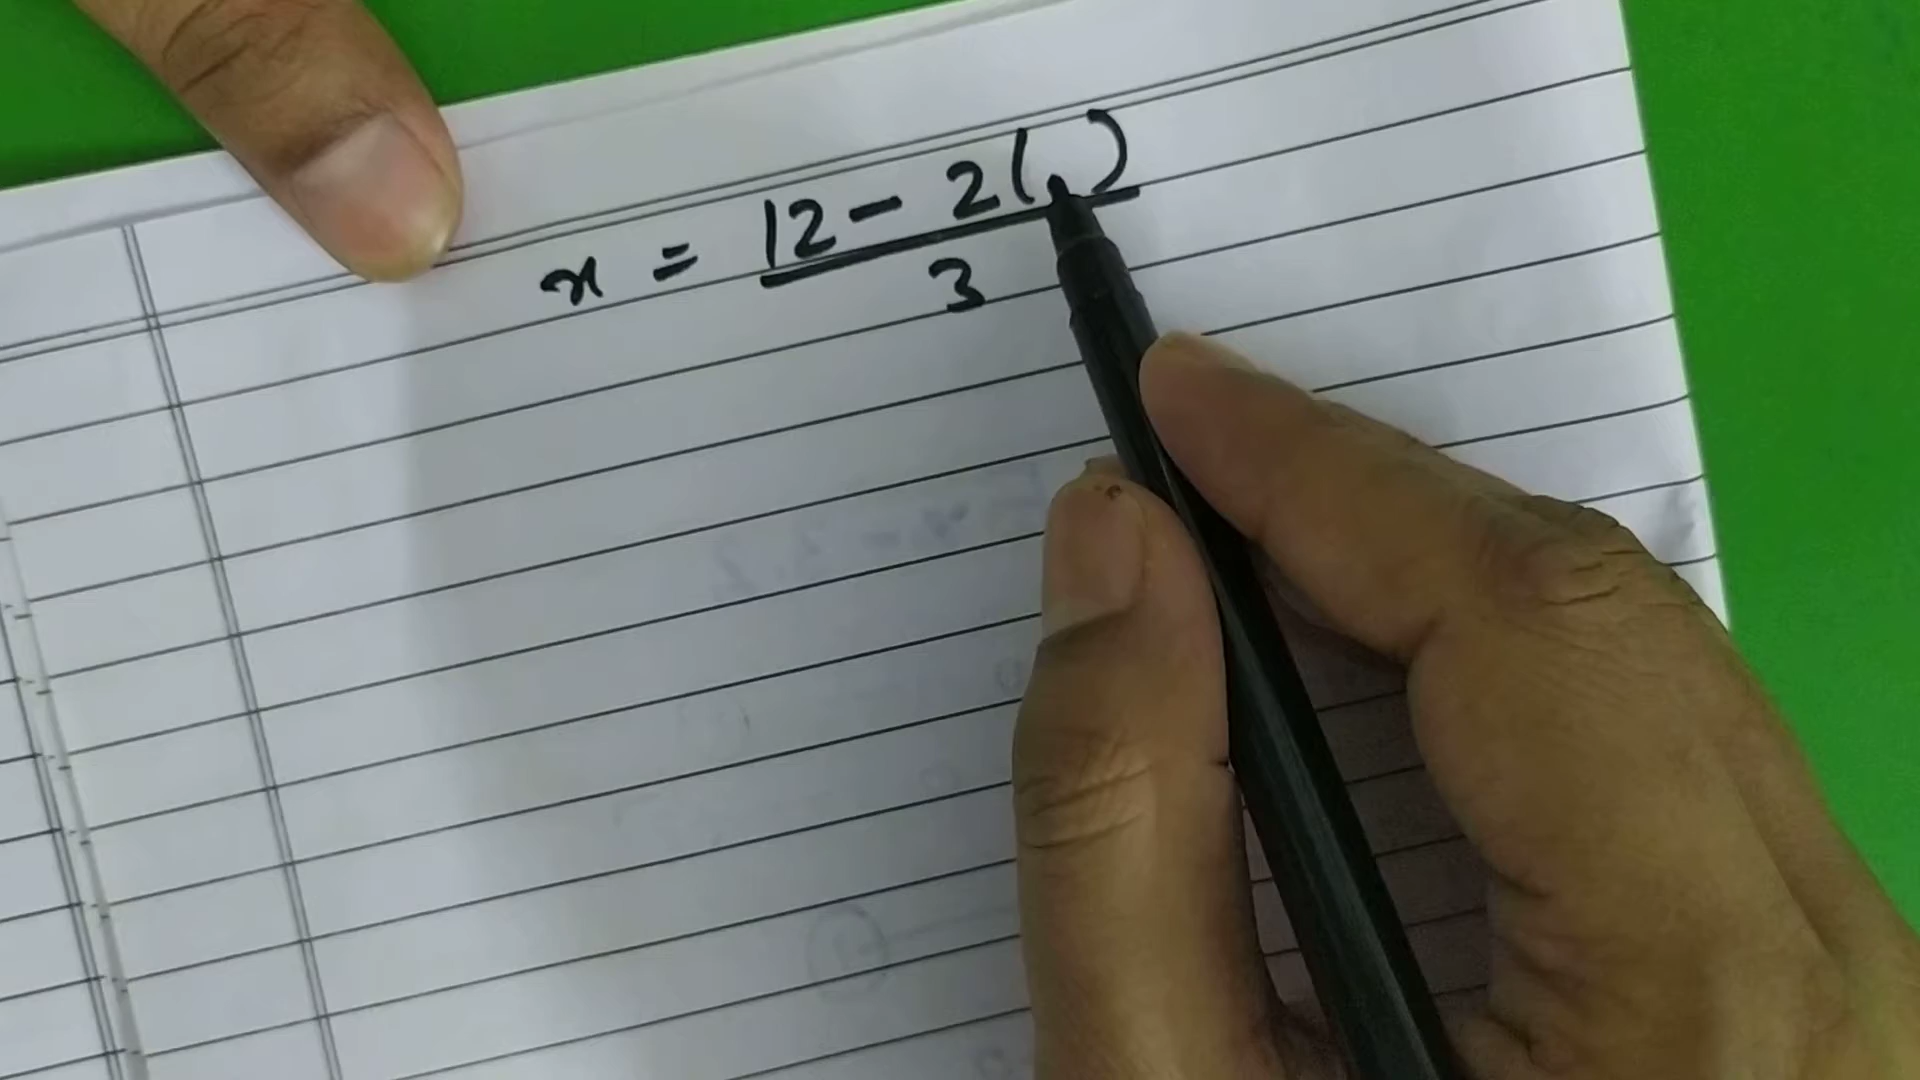 x = 12 - 2( )
3